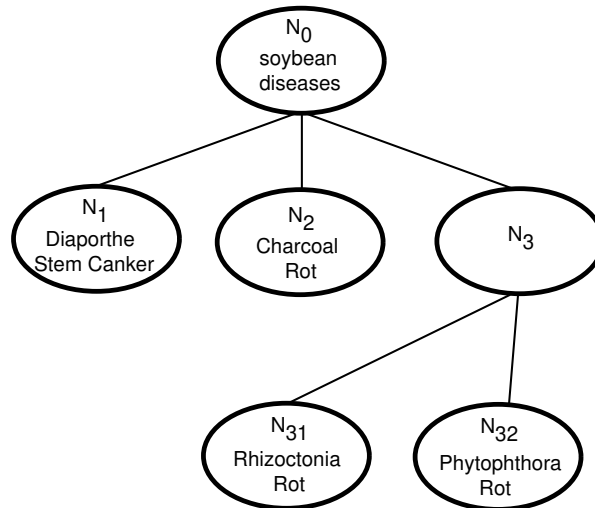 N0
soybean
diseases
N1
Diaporthe
Stem Canker
N2
Charcoal
Rot
N3
N31
Rhizoctonia
Rot
N32
Phytophthora
Rot